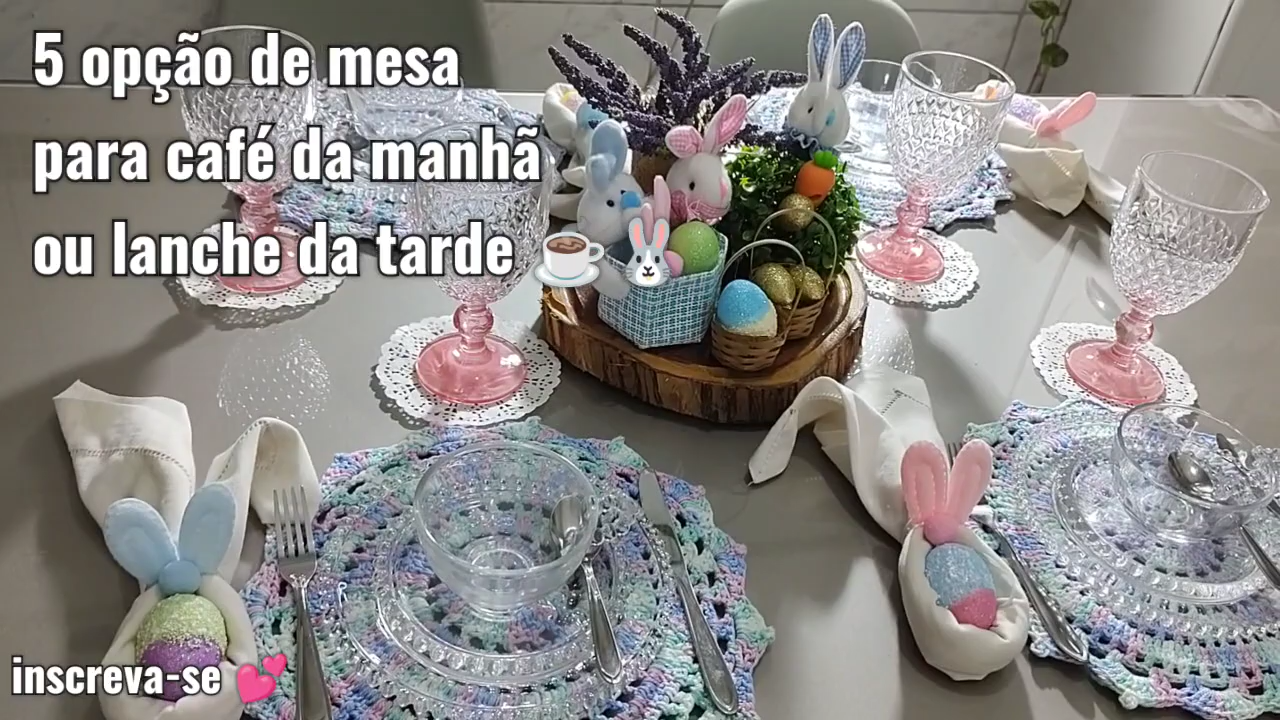 5 opção de mesa
para café da manhã
ou lanche da tarde ☕🐰
inscreva-se 💕